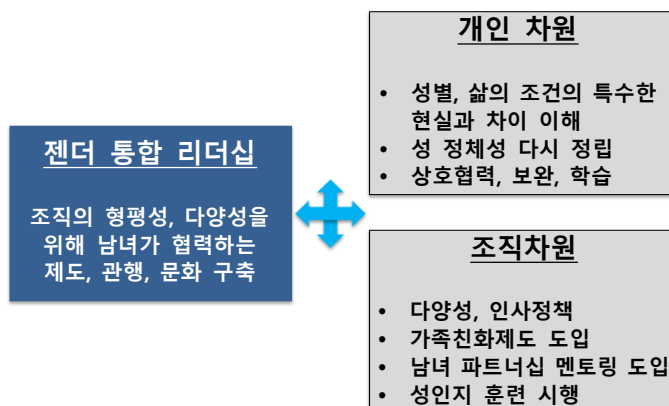 젠더 통합 리더십
조직의 형평성, 다양성을
위해 남녀가 협력하는
제도, 관행, 문화 구축
개인 차원
• 성별, 삶의 조건의 특수한
현실과 차이 이해
• 성 정체성 다시 정립
• 상호협력, 보완, 학습
조직차원
• 다양성, 인사정책
• 가족친화제도 도입
• 남녀 파트너십 멘토링 도입
• 성인지 훈련 시행